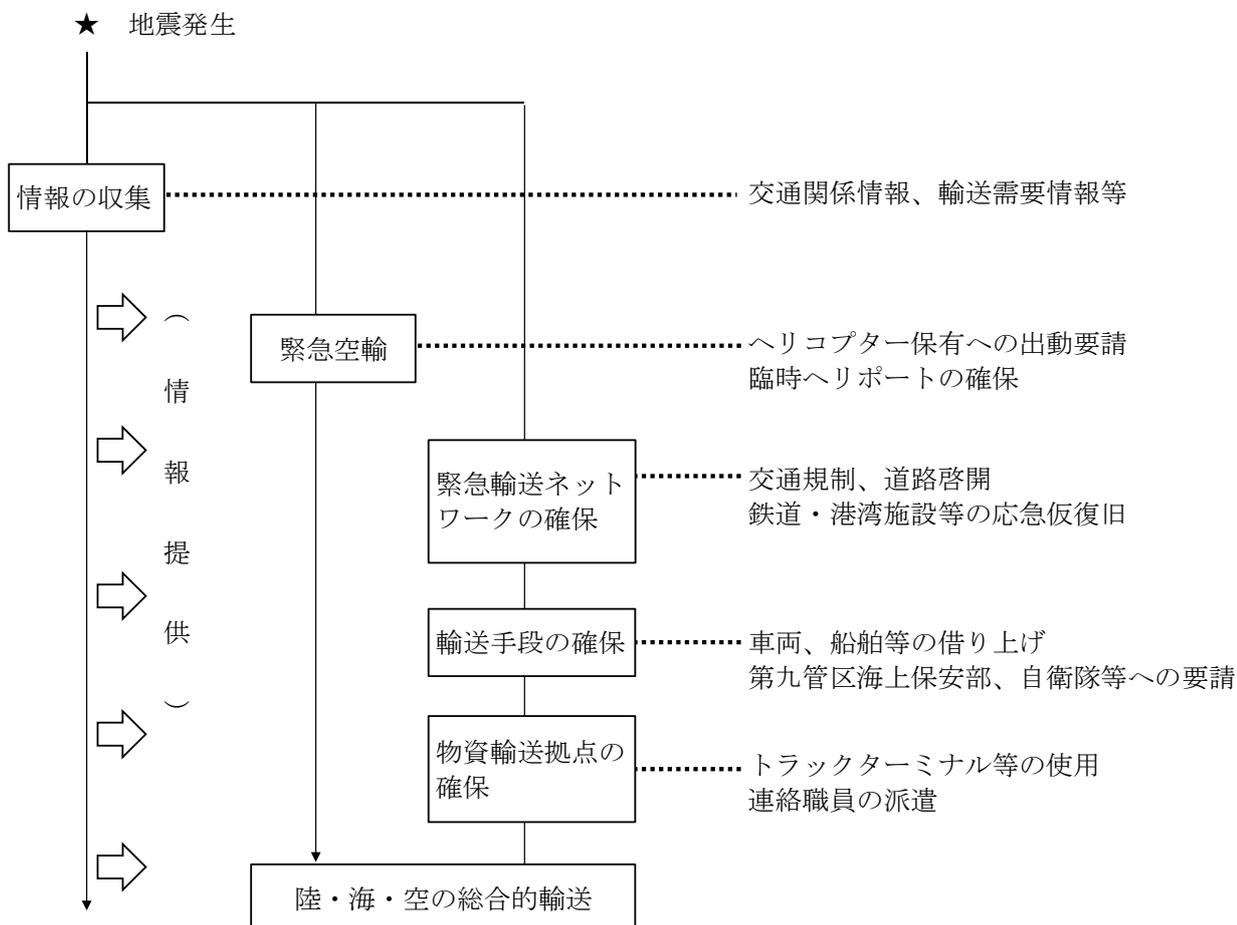 ★ 地震発生
情報の収集
交通関係情報、輸送需要情報等
（情報提供）
緊急空輸
ヘリコプター保有への出動要請
臨時ヘリポートの確保
緊急輸送ネット
ワークの確保
交通規制、道路啓開
鉄道・港湾施設等の応急仮復旧
輸送手段の確保
車両、船舶等の借り上げ
第九管区海上保安部、自衛隊等への要請
物資輸送拠点の
確保
トラックターミナル等の使用
連絡職員の派遣
陸・海・空の総合的輸送